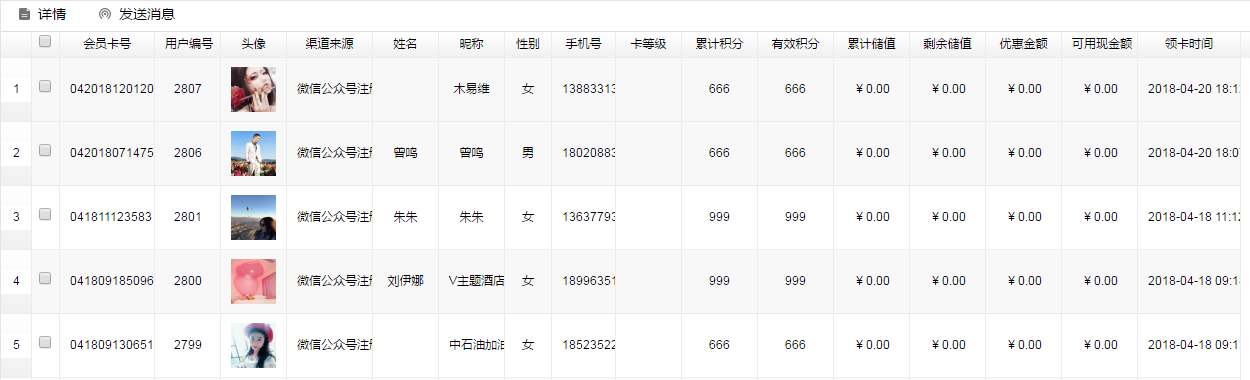 详情 发送消息
会员卡号 用户编号 头像 渠道来源 姓名 昵称 性别 手机号 卡等级 累计积分 有效积分 累计储值 剩余储值 优惠金额 可用现金额 领卡时间
1 042018120120 2807 微信公众号注册 木易维 女 13883313 666 666 ¥ 0.00 ¥ 0.00 ¥ 0.00 ¥ 0.00 2018-04-20 18:1
2 042018071475 2806 微信公众号注册 曾鸣 曾鸣 男 18020883 666 666 ¥ 0.00 ¥ 0.00 ¥ 0.00 ¥ 0.00 2018-04-20 18:0
3 041811123583 2801 微信公众号注册 朱朱 朱朱 女 13637793 999 999 ¥ 0.00 ¥ 0.00 ¥ 0.00 ¥ 0.00 2018-04-18 11:12
4 041809185096 2800 微信公众号注册 刘伊娜 V主题酒店 女 18996351 999 999 ¥ 0.00 ¥ 0.00 ¥ 0.00 ¥ 0.00 2018-04-18 09:1
5 041809130651 2799 微信公众号注册 中石油加油 女 18523522 666 666 ¥ 0.00 ¥ 0.00 ¥ 0.00 ¥ 0.00 2018-04-18 09:1